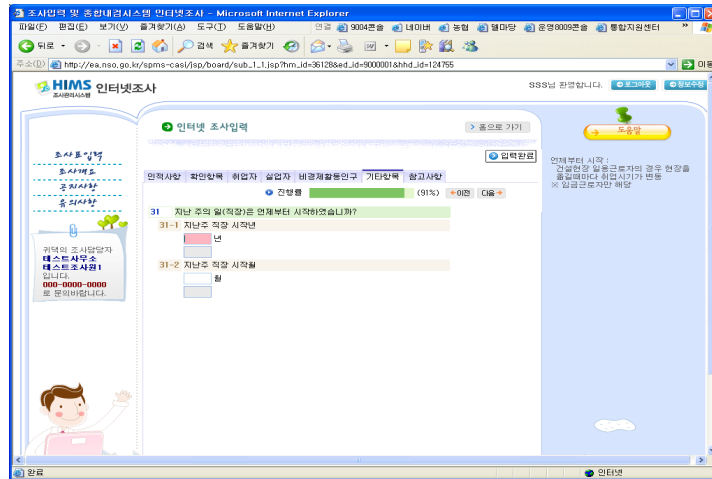 조사입력 및 종합내검시스템 인터넷조사 - Microsoft Internet Explorer
파일(F) 편집(E) 보기(V) 즐겨찾기(A) 도구(T) 도움말(H) 연결 9004콘솔 네이버 농협 웰마당 운영8009콘솔 통합지원센터 »
뒤로 검색 즐겨찾기
주소(D) http://ea.nso.go.kr/spms-casi/jsp/board/sub_1_1.jsp?hm_id=36128&ed_id=9000001&hhd_id=124755 이동
HIMS 인터넷조사
조사관리시스템
SSS님 환영합니다. 로그아웃 정보수정
인터넷 조사입력
> 홈으로 가기
도움말
입력완료
조사표입력
조사개요
공지사항
유의사항
인적사항 확인항목 취업자 실업자 비경제활동인구 기타항목 참고사항
진행률 (91%) 이전 다음
언제부터 시작 :
건설현장 일용근로자의 경우 현장을
옮길때마다 취업시기가 변동
※ 임금근로자만 해당
31 지난 주의 일(직장)은 언제부터 시작하였습니까?
31-1 지난주 직장 시작년
년
31-2 지난주 직장 시작월
월
귀댁의 조사담당자
테스트사무소
테스트조사원1
입니다.
000-0000-0000
로 문의바랍니다.
완료
인터넷